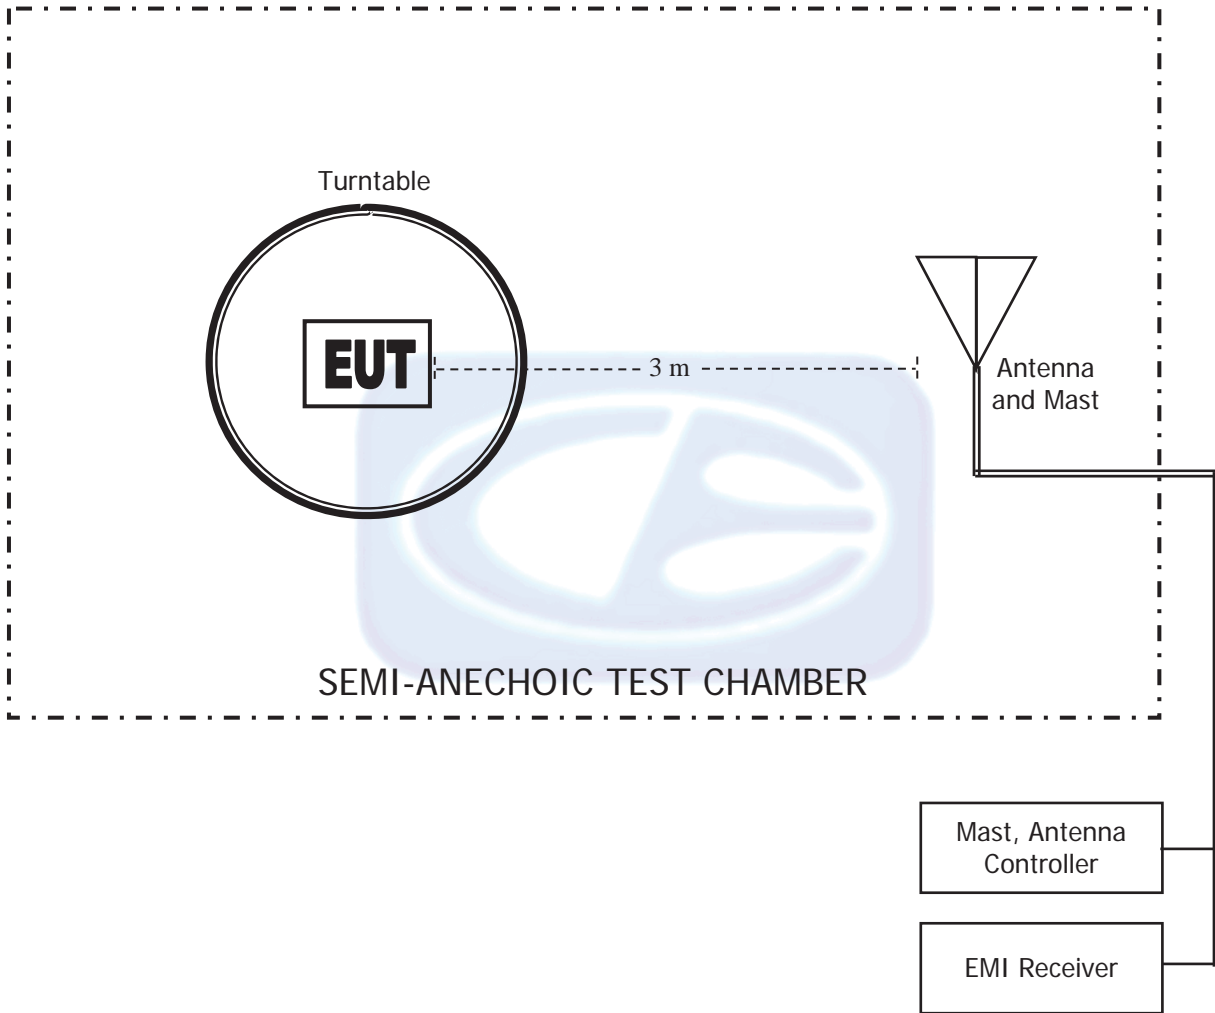 Turntable
EUT
3 m
Antenna
and Mast
SEMI-ANECHOIC TEST CHAMBER
Mast, Antenna
Controller
EMI Receiver